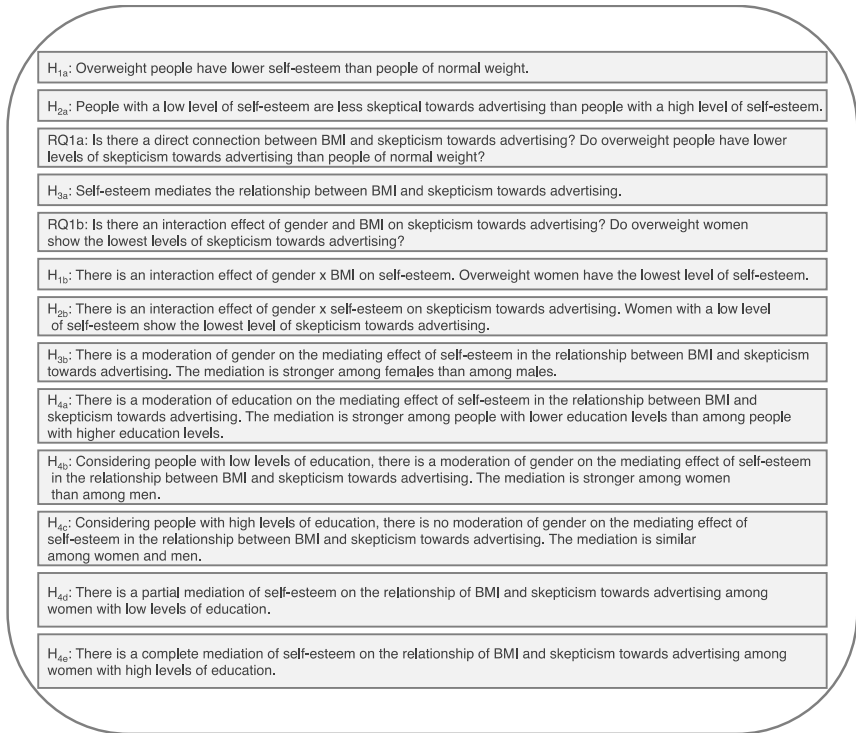 H1a: Overweight people have lower self-esteem than people of normal weight.
H2a: People with a low level of self-esteem are less skeptical towards advertising than people with a high level of self-esteem.
RQ1a: Is there a direct connection between BMI and skepticism towards advertising? Do overweight people have lower
levels of skepticism towards advertising than people of normal weight?
H3a: Self-esteem mediates the relationship between BMI and skepticism towards advertising.
RQ1b: Is there an interaction effect of gender and BMI on skepticism towards advertising? Do overweight women
show the lowest levels of skepticism towards advertising?
H1b: There is an interaction effect of gender x BMI on self-esteem. Overweight women have the lowest level of self-esteem.
H2b: There is an interaction effect of gender x self-esteem on skepticism towards advertising. Women with a low level
of self-esteem show the lowest level of skepticism towards advertising.
H3b: There is a moderation of gender on the mediating effect of self-esteem in the relationship between BMI and skepticism
towards advertising. The mediation is stronger among females than among males.
H4a: There is a moderation of education on the mediating effect of self-esteem in the relationship between BMI and
skepticism towards advertising. The mediation is stronger among people with lower education levels than among people
with higher education levels.
H4b: Considering people with low levels of education, there is a moderation of gender on the mediating effect of self-esteem
in the relationship between BMI and skepticism towards advertising. The mediation is stronger among women
than among men.
H4c: Considering people with high levels of education, there is no moderation of gender on the mediating effect of
self-esteem in the relationship between BMI and skepticism towards advertising. The mediation is similar
among women and men.
H4d: There is a partial mediation of self-esteem on the relationship of BMI and skepticism towards advertising among
women with low levels of education.
H4e: There is a complete mediation of self-esteem on the relationship of BMI and skepticism towards advertising among
women with high levels of education.